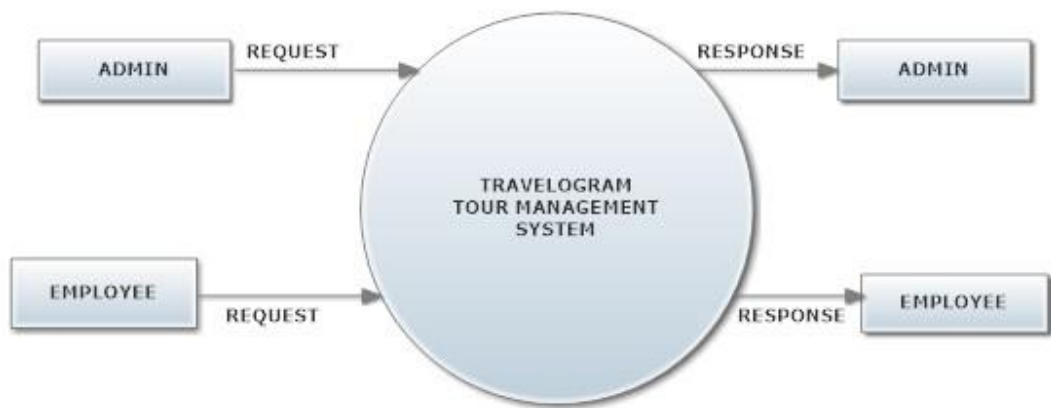 REQUEST
RESPONSE
ADMIN
ADMIN
TRAVELOGRAM
TOUR MANAGEMENT
SYSTEM
EMPLOYEE
EMPLOYEE
REQUEST
RESPONSE